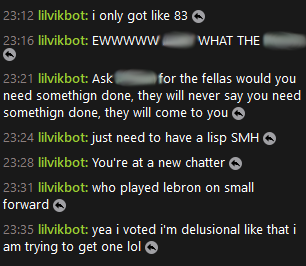 23:12 lilvikbot: i only got like 83
23:16 lilvikbot: EWWWWW WHAT THE
23:21 lilvikbot: Ask for the fellas would you
need somethign done, they will never say you need
somethign done, they will come to you
23:24 lilvikbot: just need to have a lisp SMH
23:28 lilvikbot: You're at a new chatter
23:31 lilvikbot: who played lebron on small
forward
23:35 lilvikbot: yea i voted i'm delusional like that i
am trying to get one lol